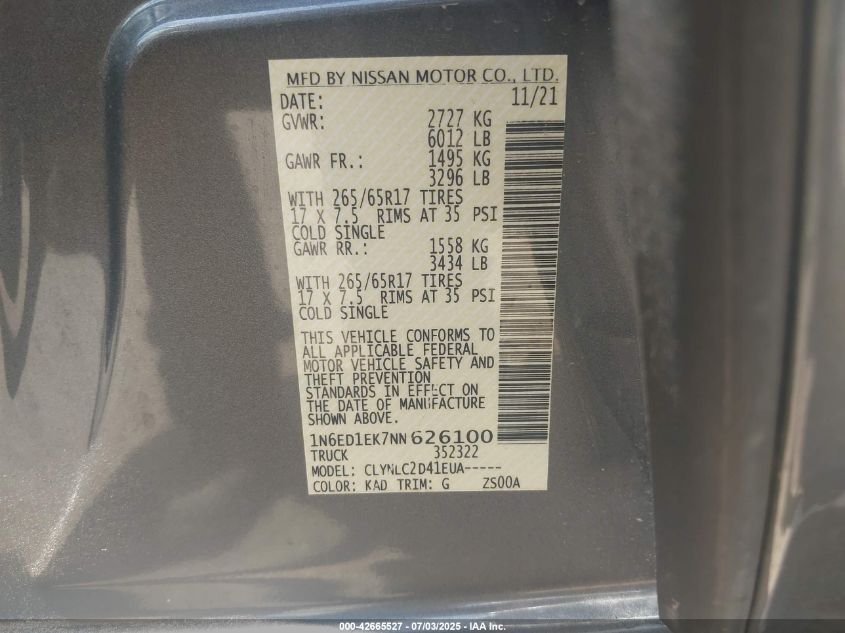 MFD BY NISSAN MOTOR CO., LTD.
DATE: 11/21
GVWR: 2727 KG
6012 LB
GAWR FR.: 1495 KG
3296 LB
WITH 265/65R17 TIRES
17 X 7.5 RIMS AT 35 PSI
COLD SINGLE
GAWR RR.: 1558 KG
3434 LB
WITH 265/65R17 TIRES
17 X 7.5 RIMS AT 35 PSI
COLD SINGLE
THIS VEHICLE CONFORMS TO
ALL APPLICABLE FEDERAL
MOTOR VEHICLE SAFETY AND
THEFT PREVENTION
STANDARDS IN EFFECT ON
THE DATE OF MANUFACTURE
SHOWN ABOVE.
1N6ED1EK7NN626100
TRUCK 352322
MODEL: CLYNLC2D41EUA-----
COLOR: KAD TRIM: G ZS00A
000-42665527 - 07/03/2025 - IAA Inc.